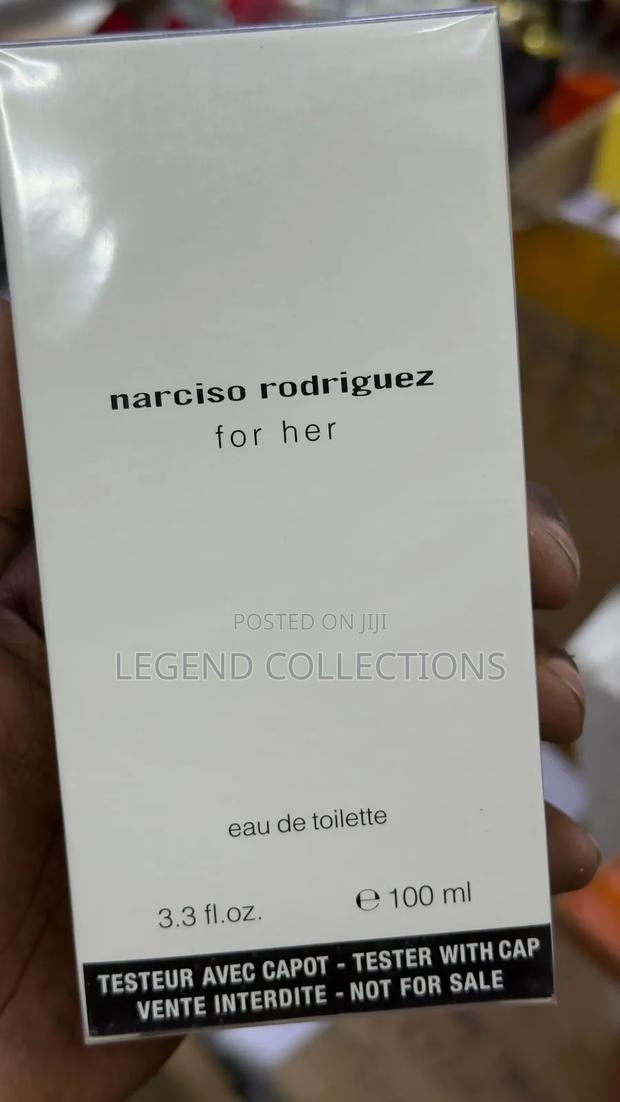 narciso rodriguez
for her
POSTED ON JIJI
LEGEND COLLECTIONS
eau de toilette
3.3 fl.oz. ℮ 100 ml
TESTEUR AVEC CAPOT - TESTER WITH CAP
VENTE INTERDITE - NOT FOR SALE